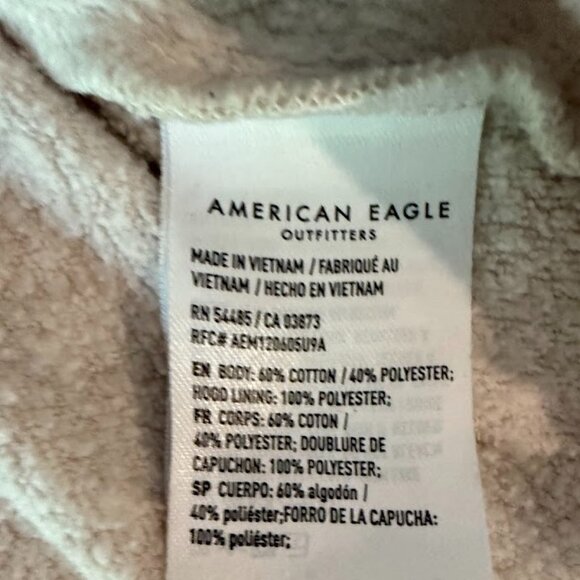 AMERICAN EAGLE
OUTFITTERS
MADE IN VIETNAM / FABRIQUÉ AU
VIETNAM / HECHO EN VIETNAM
RN 54485 / CA 03873
RFC# AEM120605U9A
EN BODY: 60% COTTON / 40% POLYESTER;
HOOD LINING: 100% POLYESTER;
FR CORPS: 60% COTON /
40% POLYESTER; DOUBLURE DE
CAPUCHON: 100% POLYESTER;
SP CUERPO: 60% algodón /
40% poliéster;FORRO DE LA CAPUCHA:
100% poliéster;